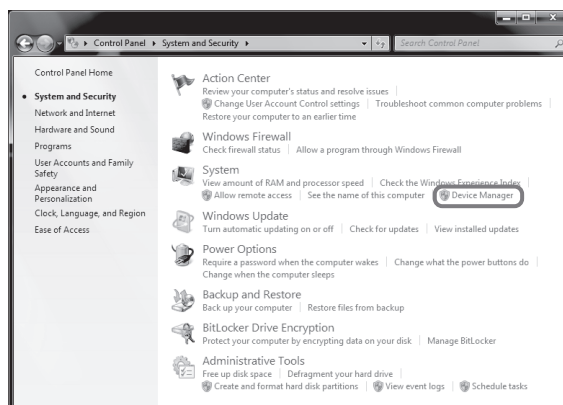 Control Panel ▸ System and Security ▸
Search Control Panel
Control Panel Home
System and Security
Network and Internet
Hardware and Sound
Programs
User Accounts and Family
Safety
Appearance and
Personalization
Clock, Language, and Region
Ease of Access
Action Center
Review your computer's status and resolve issues
Change User Account Control settings | Troubleshoot common computer problems
Restore your computer to an earlier time
Windows Firewall
Check firewall status | Allow a program through Windows Firewall
System
View amount of RAM and processor speed | Check the Windows Experience Index
Allow remote access | See the name of this computer | Device Manager
Windows Update
Turn automatic updating on or off | Check for updates | View installed updates
Power Options
Require a password when the computer wakes | Change what the power buttons do
Change when the computer sleeps
Backup and Restore
Back up your computer | Restore files from backup
BitLocker Drive Encryption
Protect your computer by encrypting data on your disk | Manage BitLocker
Administrative Tools
Free up disk space | Defragment your hard drive
Create and format hard disk partitions | View event logs | Schedule tasks